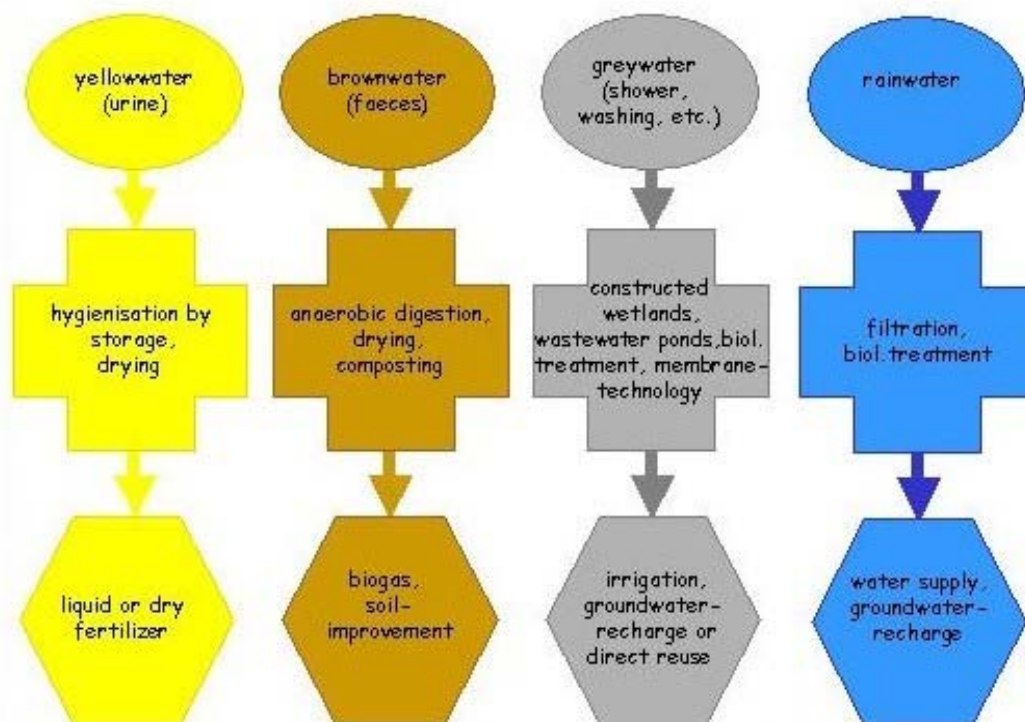 yellowwater
(urine)
brownwater
(faeces)
greywater
(shower,
washing, etc.)
rainwater
hygienisation by
storage,
drying
anaerobic digestion,
drying,
composting
constructed
wetlands,
wastewater ponds,biol.
treatment, membrane-
technology
filtration,
biol.treatment
liquid or dry
fertilizer
biogas,
soil-
improvement
irrigation,
groundwater-
recharge or
direct reuse
water supply,
groundwater-
recharge